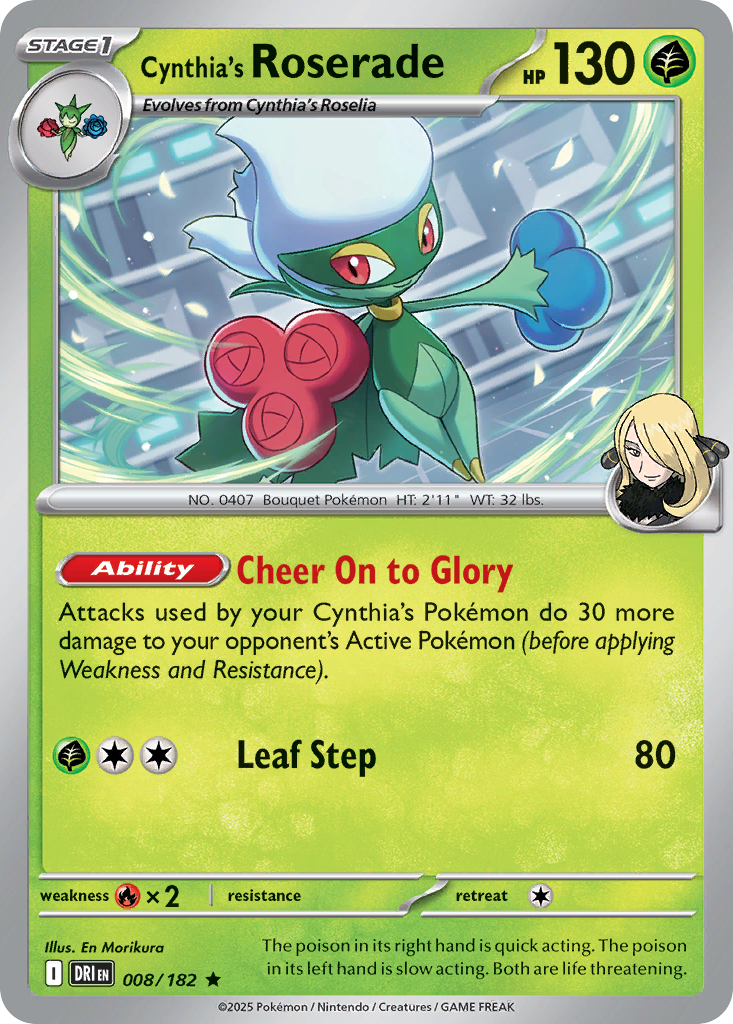 STAGE1
Cynthia's Roserade HP 130
Evolves from Cynthia's Roselia
NO. 0407 Bouquet Pokémon HT: 2'11" WT: 32 lbs.
Ability Cheer On to Glory
Attacks used by your Cynthia's Pokémon do 30 more
damage to your opponent's Active Pokémon (before applying
Weakness and Resistance).
Leaf Step 80
weakness ×2 resistance retreat
Illus. En Morikura
I DRI EN 008/182 ★
The poison in its right hand is quick acting. The poison
in its left hand is slow acting. Both are life threatening.
©2025 Pokémon / Nintendo / Creatures / GAME FREAK